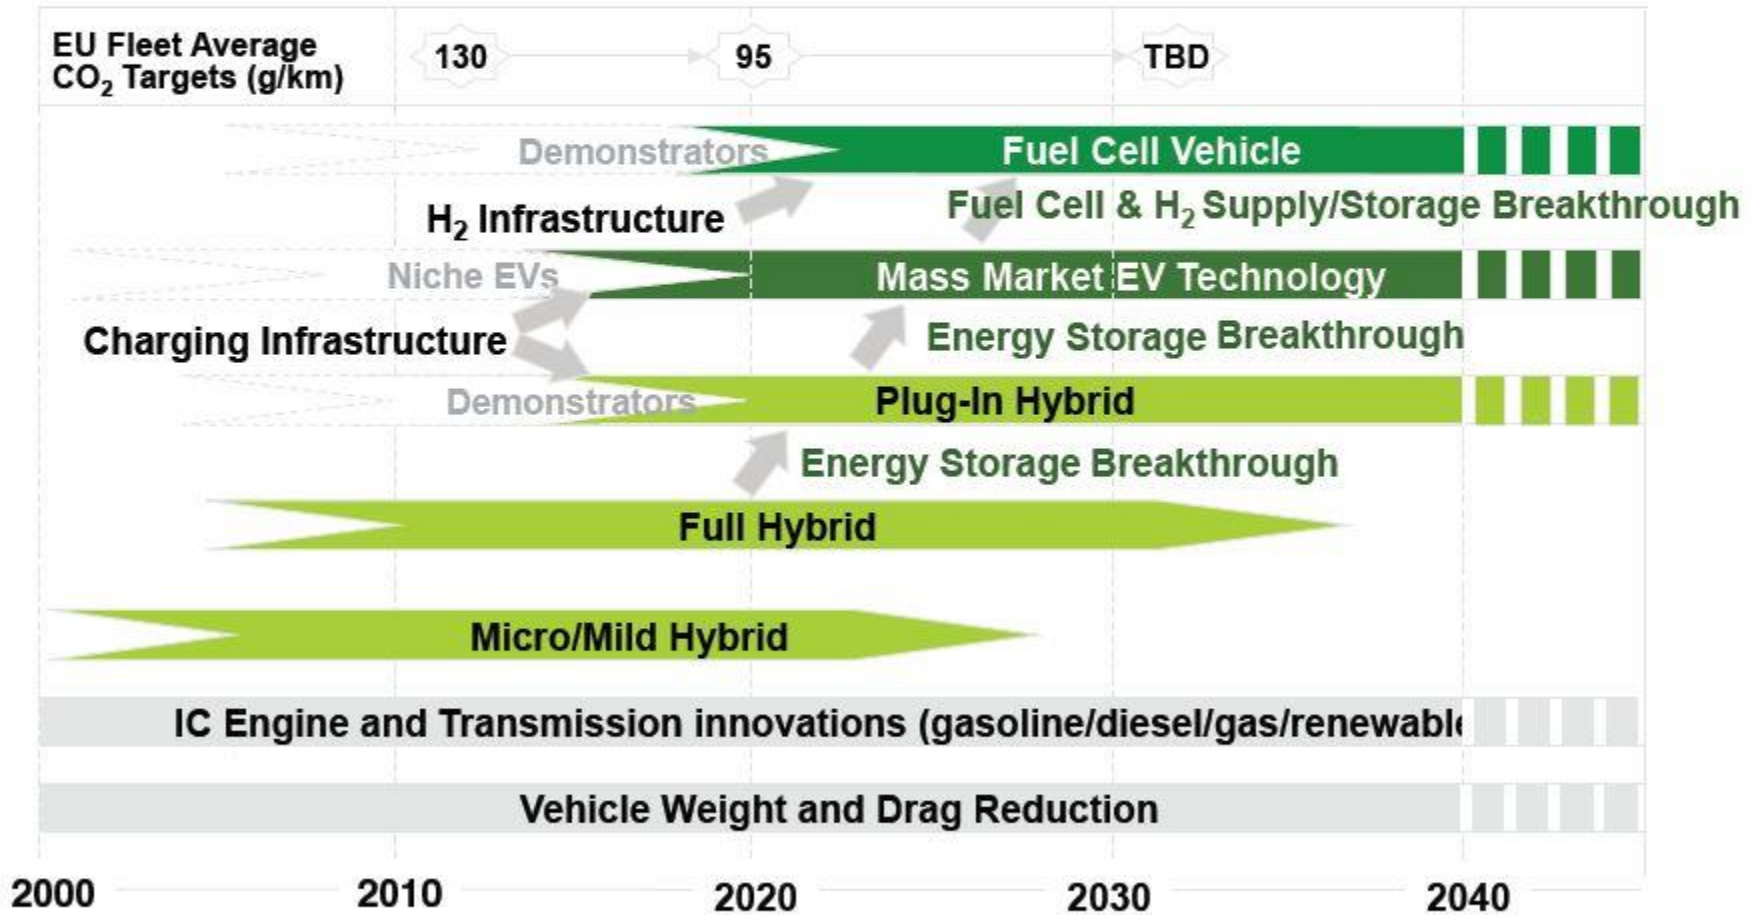 EU Fleet Average
CO₂ Targets (g/km)
130
95
TBD
Demonstrators
Fuel Cell Vehicle
H₂ Infrastructure
Fuel Cell & H₂ Supply/Storage Breakthrough
Niche EVs
Mass Market EV Technology
Charging Infrastructure
Energy Storage Breakthrough
Demonstrators
Plug-In Hybrid
Energy Storage Breakthrough
Full Hybrid
Micro/Mild Hybrid
IC Engine and Transmission innovations (gasoline/diesel/gas/renewable
Vehicle Weight and Drag Reduction
2000
2010
2020
2030
2040